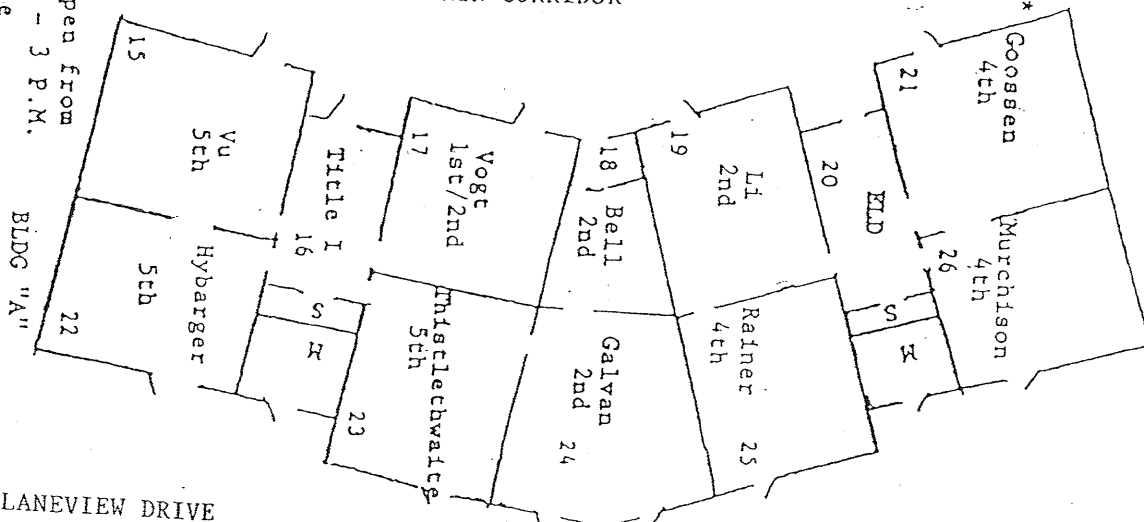 pen from
- 3 P.M.
*
15
Vu
5th
Title I
16
17
Vogt
1st/2nd
18
Bell
2nd
19
Li
2nd
20
ELD
21
Goossen
4th
Murchison
4th
26
BLDG "A"
22
Hybarger
5th
S
Thistlethwaite
5th
23
Galvan
2nd
24
Rainer
4th
25
S
LANEVIEW DRIVE